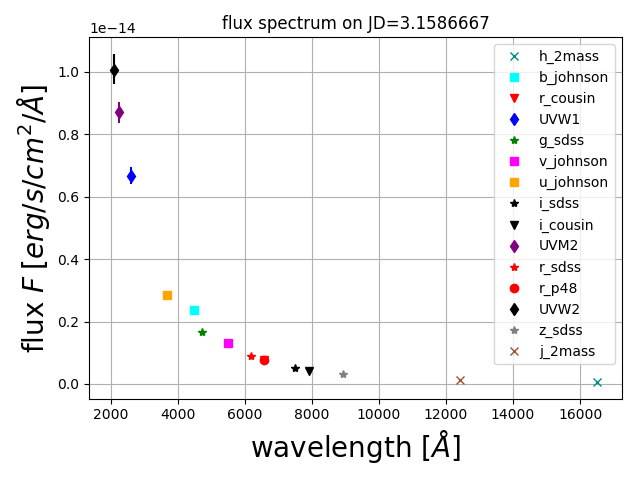 flux spectrum on JD=3.1586667
1e−14
1.0
0.8
0.6
0.4
0.2
0.0
flux F [erg/s/cm²/Å]
2000 4000 6000 8000 10000 12000 14000 16000
wavelength [Å]
h_2mass
b_johnson
r_cousin
UVW1
g_sdss
v_johnson
u_johnson
i_sdss
i_cousin
UVM2
r_sdss
r_p48
UVW2
z_sdss
j_2mass